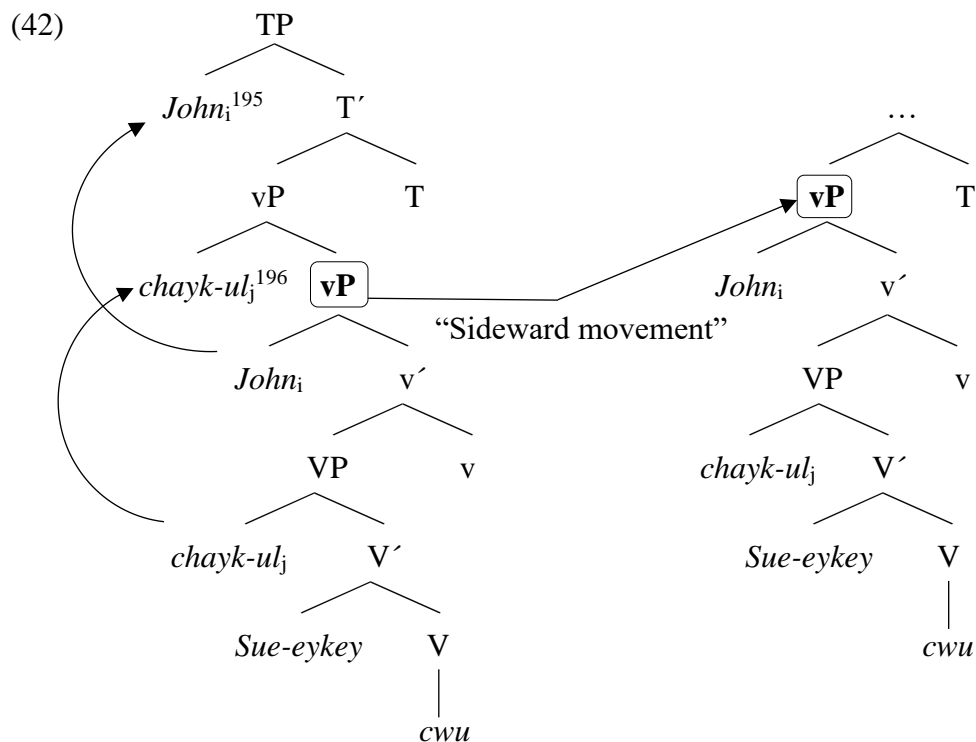 (42) TP
John_i^195 T´ …
vP T vP T
chayk-ul_j^196 vP John_i v´
“Sideward movement”
John_i v´ VP v
VP v chayk-ul_j V´
chayk-ul_j V´ Sue-eykey V
Sue-eykey V cwu
cwu